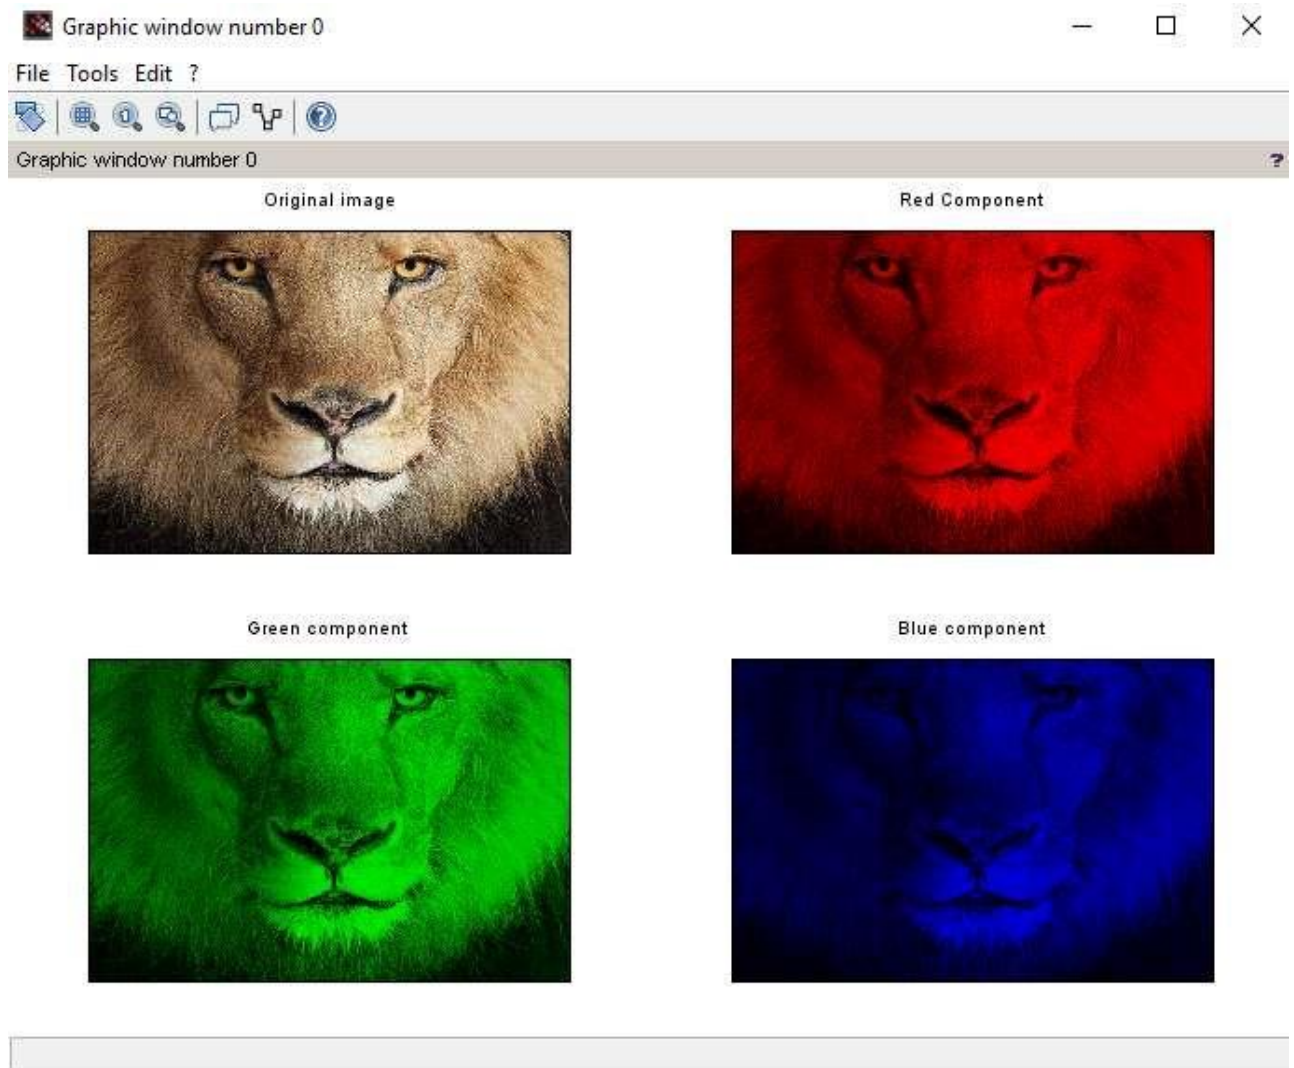 Graphic window number 0
File Tools Edit ?
Graphic window number 0 ?
Original image
Red Component
Green component
Blue component